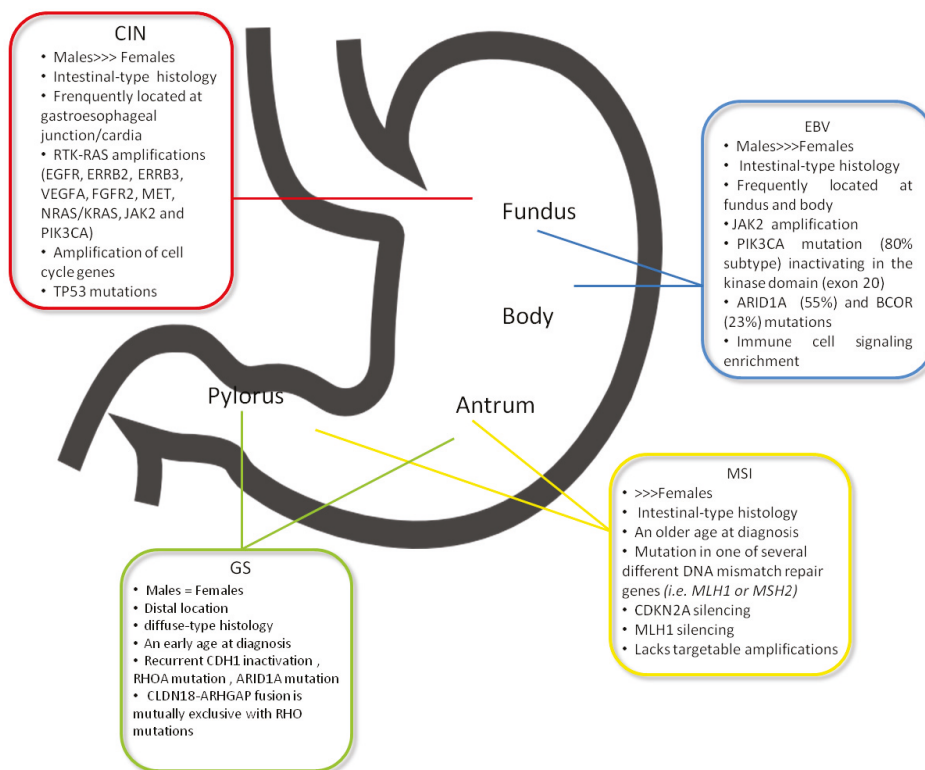 CIN
• Males>>> Females
• Intestinal-type histology
• Frenquently located at
gastroesophageal
junction/cardia
• RTK-RAS amplifications
(EGFR, ERRB2, ERRB3,
VEGFA, FGFR2, MET,
NRAS/KRAS, JAK2 and
PIK3CA)
• Amplification of cell
cycle genes
• TP53 mutations
Fundus
Body
Antrum
Pylorus
EBV
• Males>>>Females
• Intestinal-type histology
• Frequently located at
fundus and body
•JAK2 amplification
• PIK3CA mutation (80%
subtype) inactivating in the
kinase domain (exon 20)
• ARID1A (55%) and BCOR
(23%) mutations
• Immune cell signaling
enrichment
MSI
• >>>Females
• Intestinal-type histology
• An older age at diagnosis
• Mutation in one of several
different DNA mismatch repair
genes (i.e. MLH1 or MSH2)
• CDKN2A silencing
• MLH1 silencing
• Lacks targetable amplifications
GS
• Males = Females
• Distal location
• diffuse-type histology
• An early age at diagnosis
• Recurrent CDH1 inactivation ,
RHOA mutation , ARID1A mutation
• CLDN18-ARHGAP fusion is
mutually exclusive with RHO
mutations